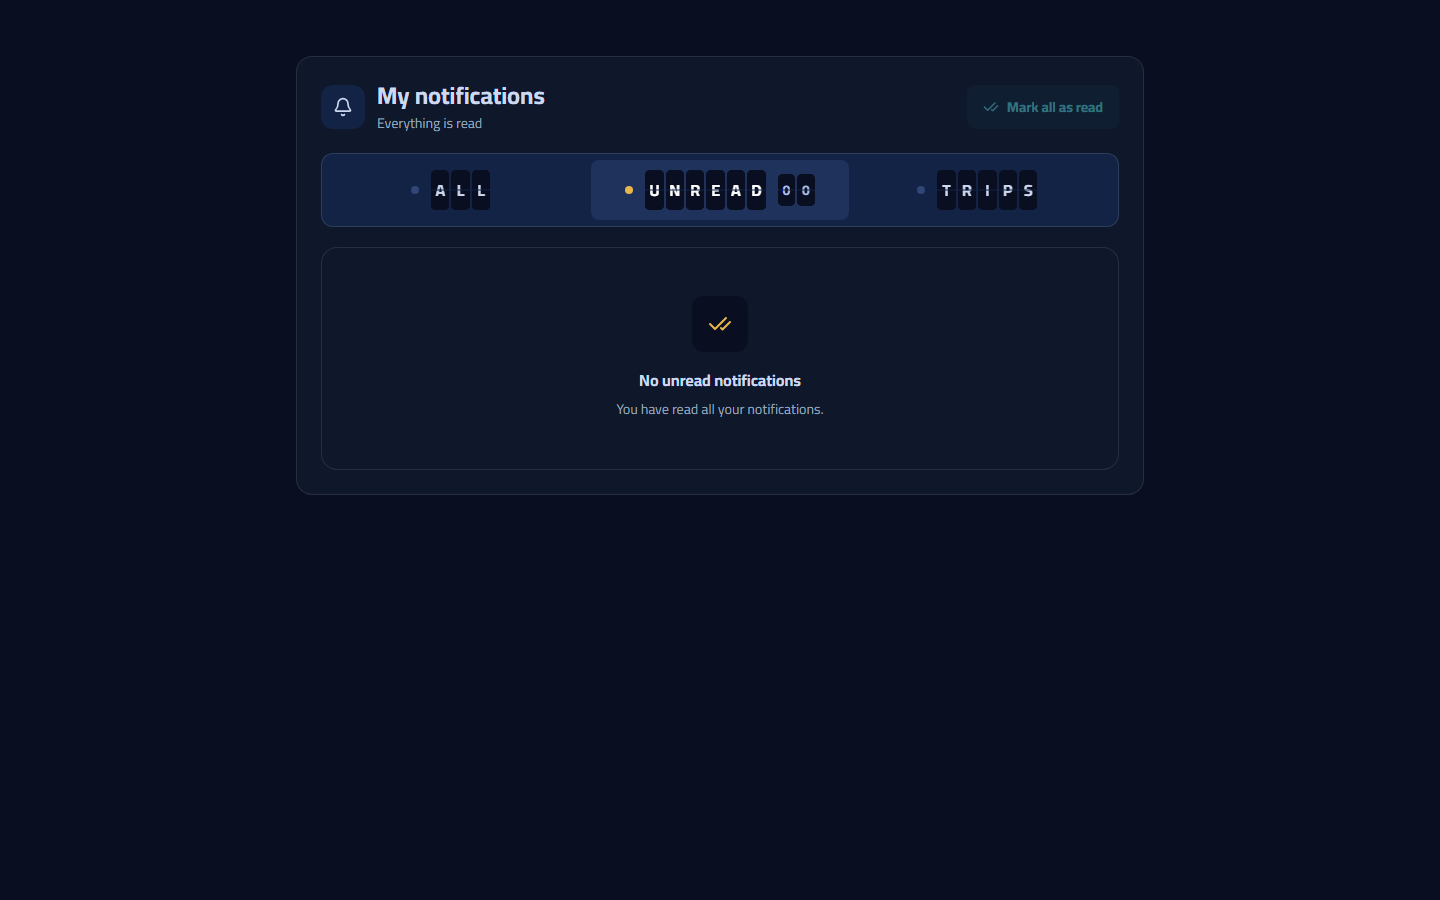 My notifications
Everything is read
Mark all as read
ALL
UNREAD 00
TRIPS
No unread notifications
You have read all your notifications.